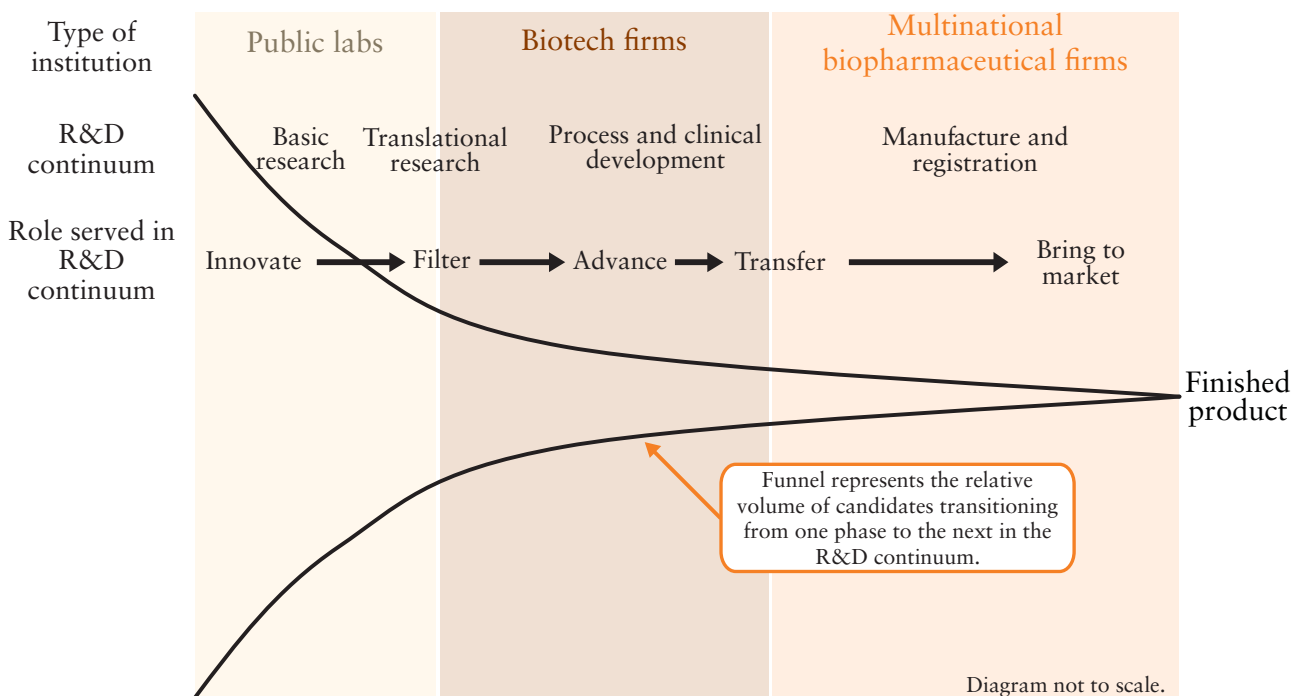 Type of
institution
Public labs
Biotech firms
Multinational
biopharmaceutical firms
R&D
continuum
Basic
research
Translational
research
Process and clinical
development
Manufacture and
registration
Role served in
R&D
continuum
Innovate
Filter
Advance
Transfer
Bring to
market
Finished
product
Funnel represents the relative
volume of candidates transitioning
from one phase to the next in the
R&D continuum.
Diagram not to scale.